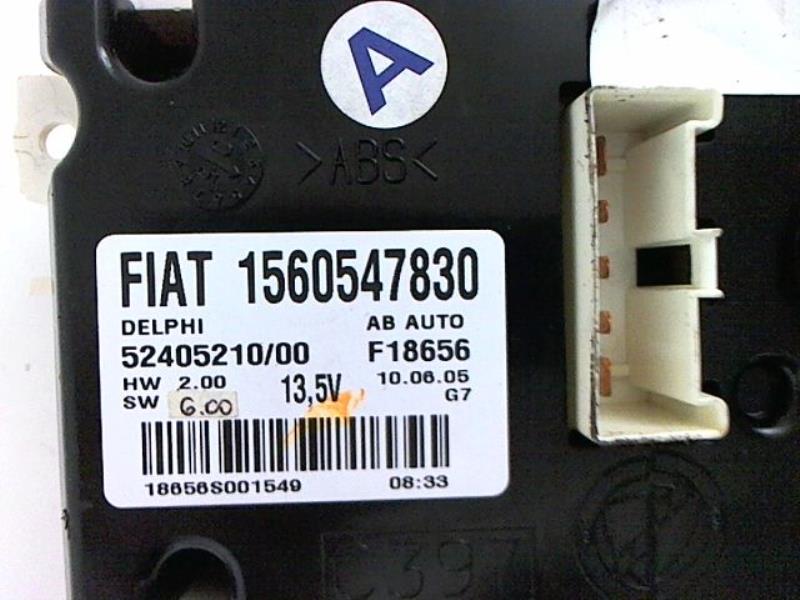 A
>ABS<
FIAT 1560547830
DELPHI AB AUTO
52405210/00 F18656
HW 2.00 13,5V 10.06.05
SW 6.00 G7
18656S001549 08:33
C397